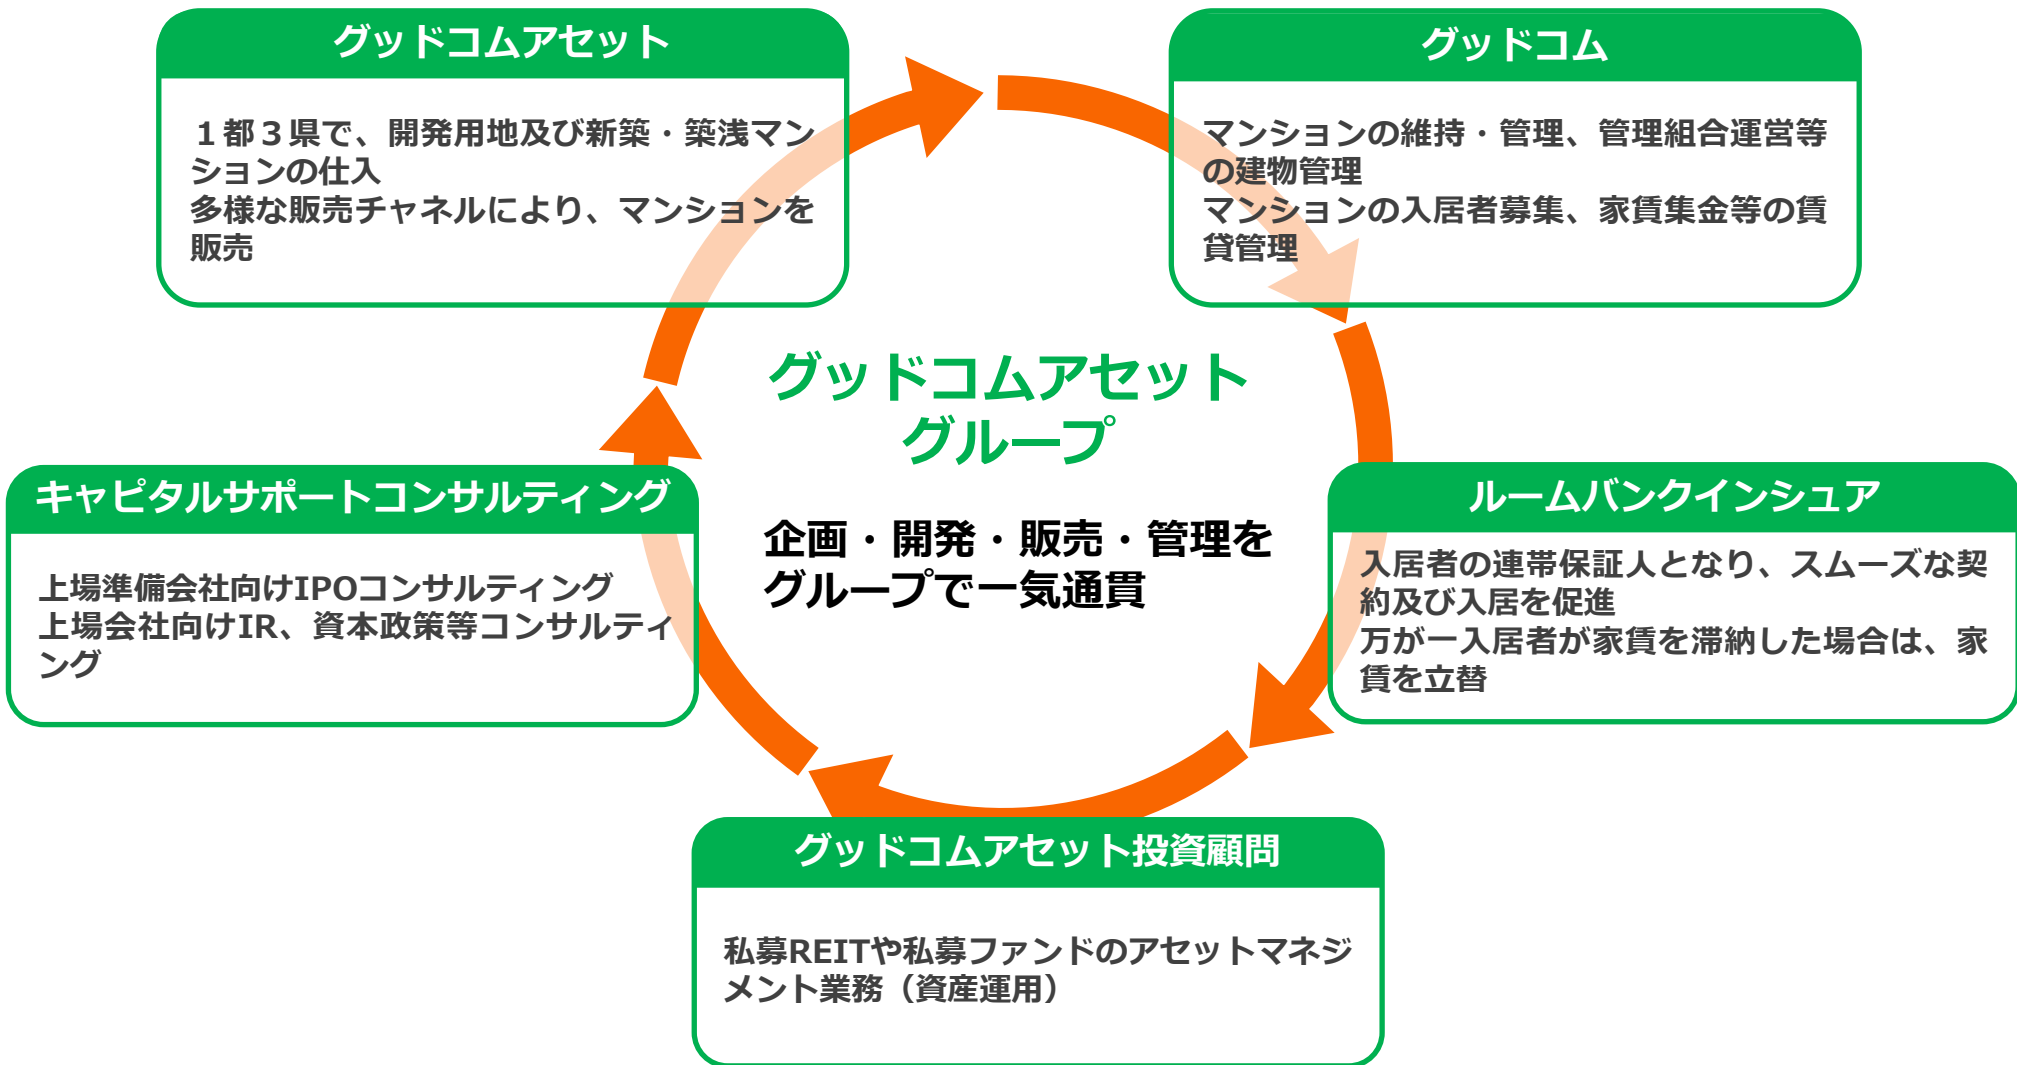 グッドコムアセット
１都３県で、開発用地及び新築・築浅マン
ションの仕入
多様な販売チャネルにより、マンションを
販売
グッドコム
マンションの維持・管理、管理組合運営等
の建物管理
マンションの入居者募集、家賃集金等の賃
貸管理
グッドコムアセット
グループ
企画・開発・販売・管理を
グループで一気通貫
キャピタルサポートコンサルティング
上場準備会社向けIPOコンサルティング
上場会社向けIR、資本政策等コンサルティ
ング
ルームバンクインシュア
入居者の連帯保証人となり、スムーズな契
約及び入居を促進
万が一入居者が家賃を滞納した場合は、家
賃を立替
グッドコムアセット投資顧問
私募REITや私募ファンドのアセットマネジ
メント業務（資産運用）